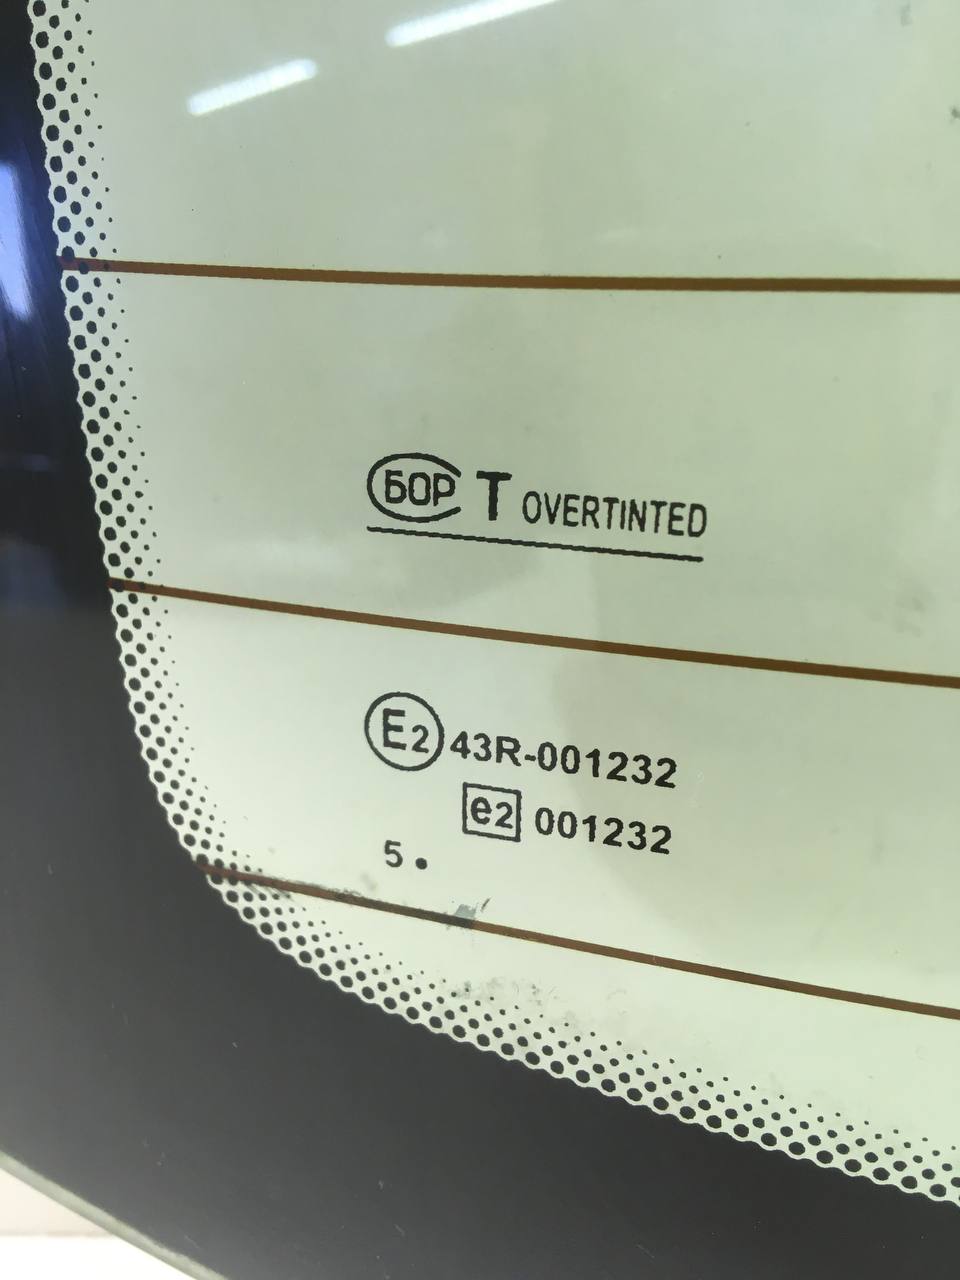 БОР T OVERTINTED
E2 43R-001232
e2 001232
5 •